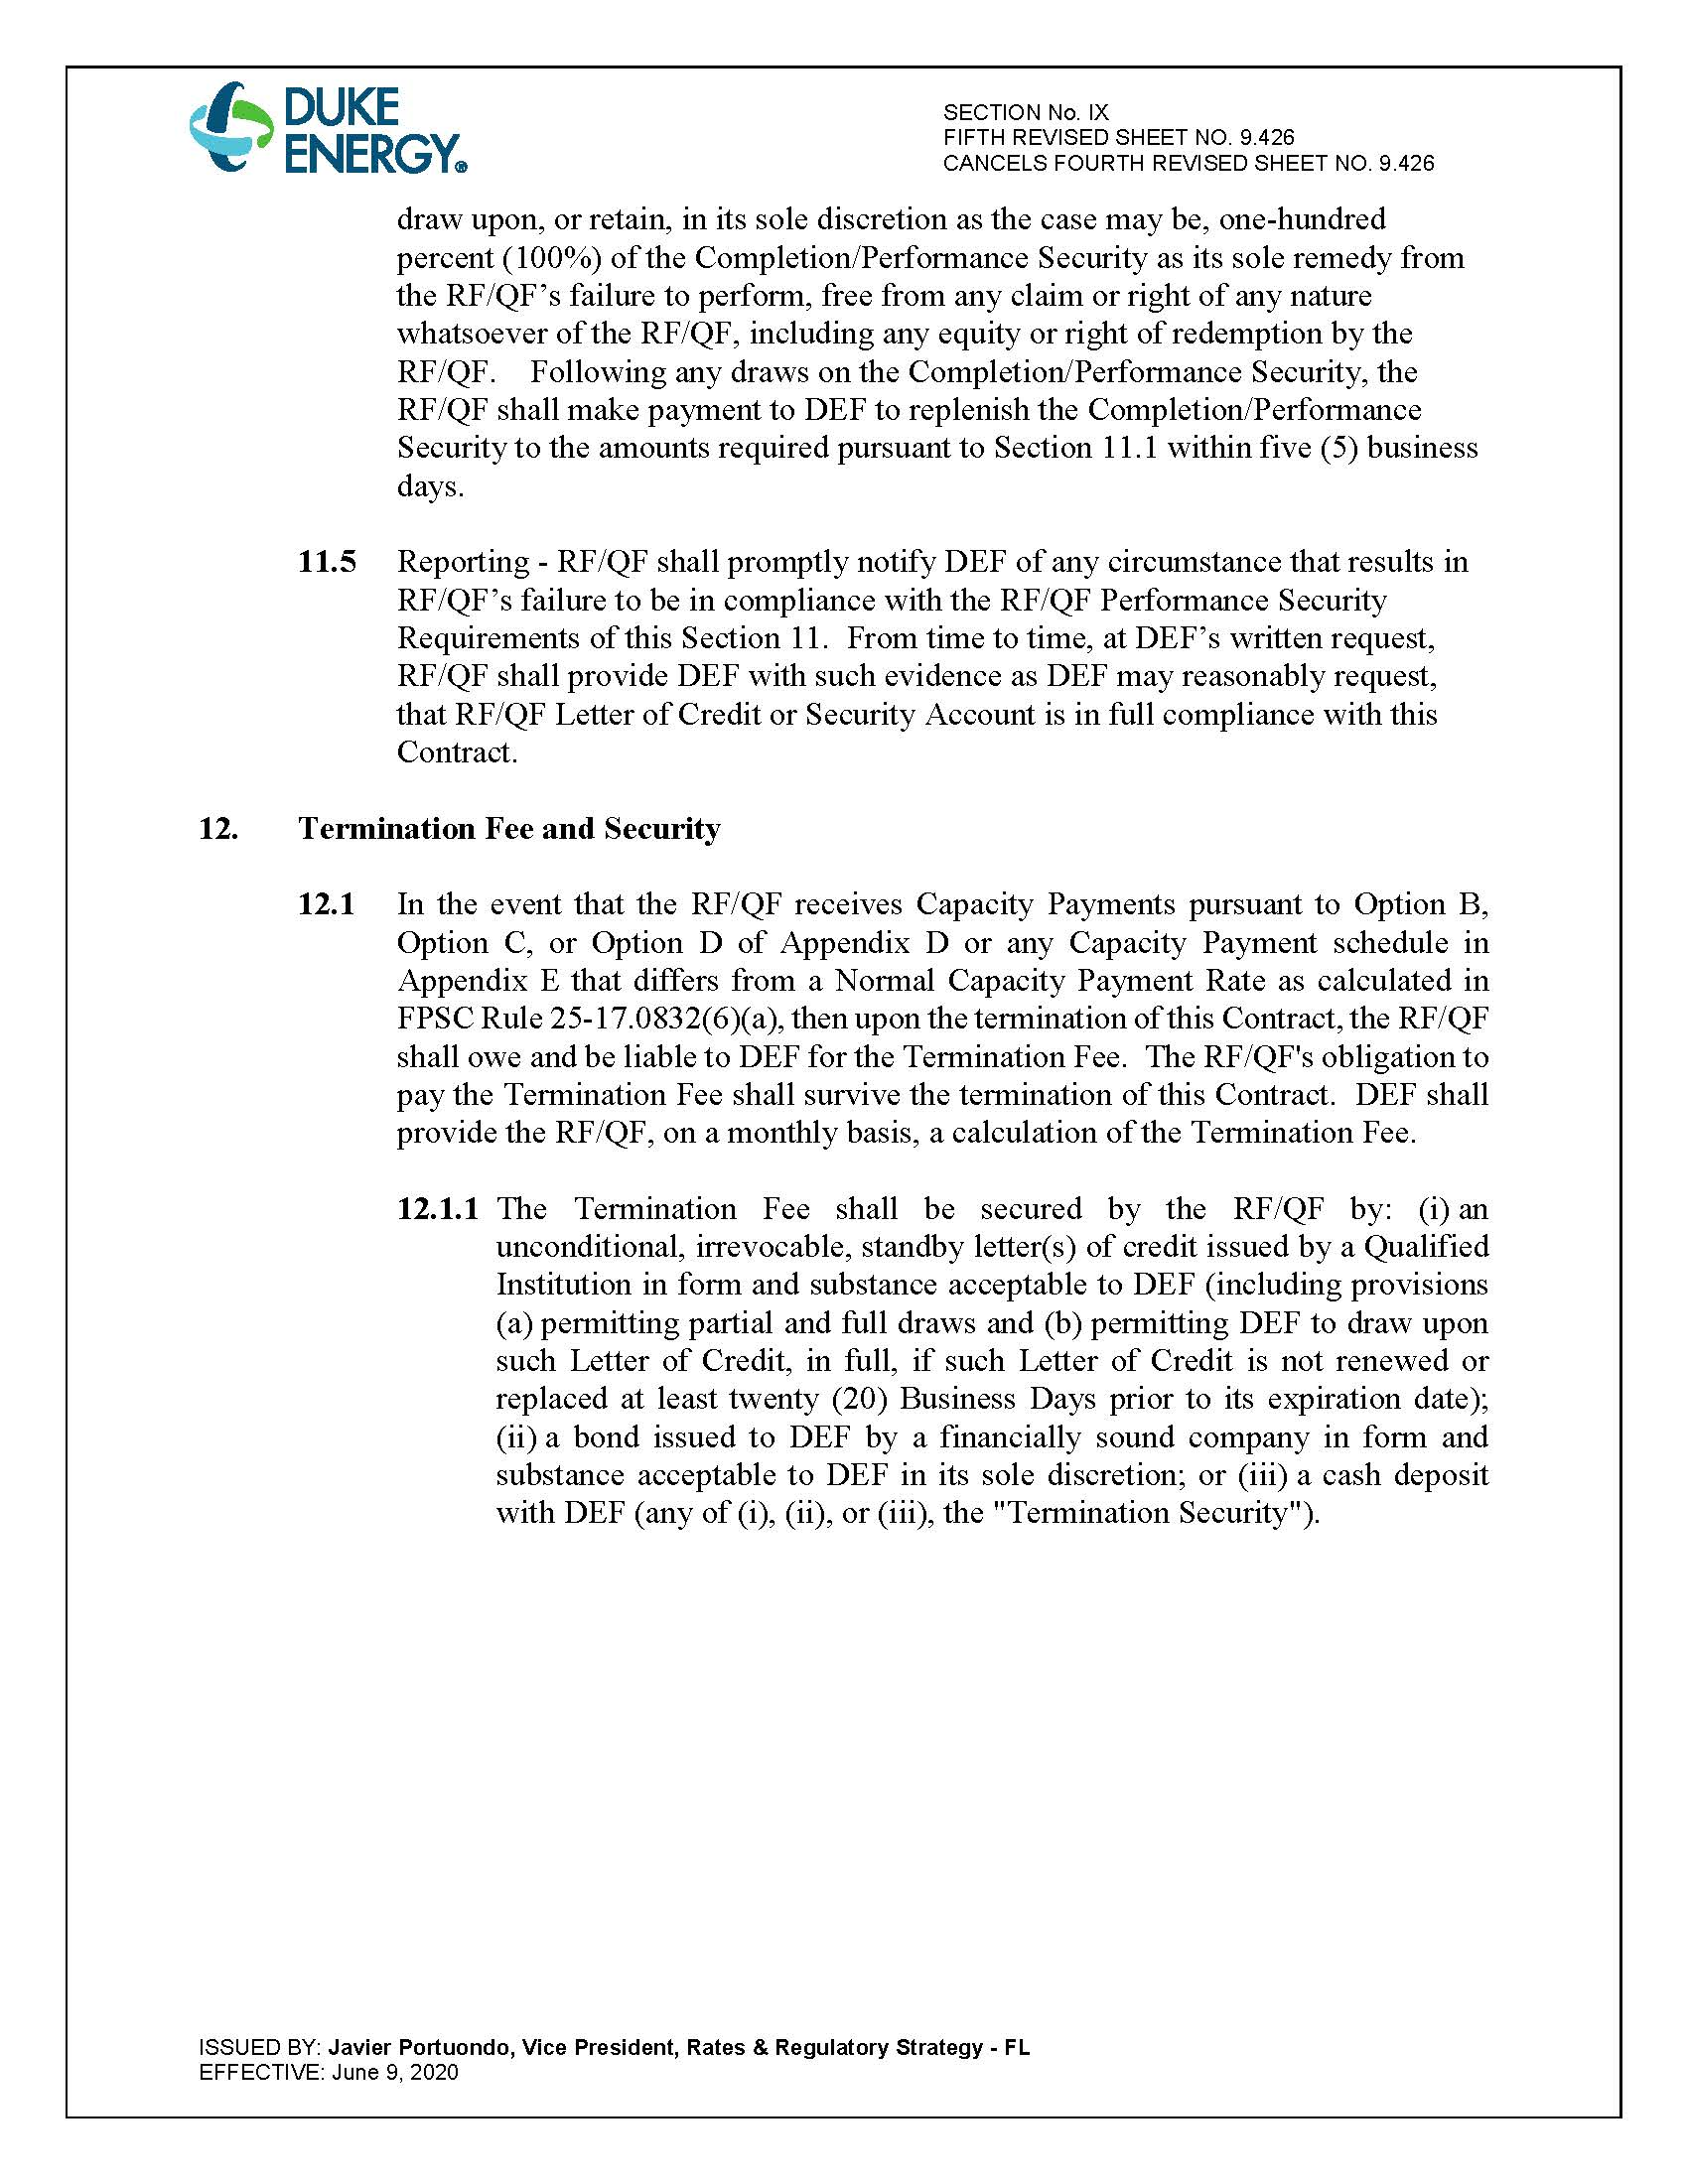 DUKE
ENERGY®
SECTION No. IX
FIFTH REVISED SHEET NO. 9.426
CANCELS FOURTH REVISED SHEET NO. 9.426
draw upon, or retain, in its sole discretion as the case may be, one-hundred
percent (100%) of the Completion/Performance Security as its sole remedy from
the RF/QF’s failure to perform, free from any claim or right of any nature
whatsoever of the RF/QF, including any equity or right of redemption by the
RF/QF. Following any draws on the Completion/Performance Security, the
RF/QF shall make payment to DEF to replenish the Completion/Performance
Security to the amounts required pursuant to Section 11.1 within five (5) business
days.
11.5 Reporting - RF/QF shall promptly notify DEF of any circumstance that results in
RF/QF’s failure to be in compliance with the RF/QF Performance Security
Requirements of this Section 11. From time to time, at DEF’s written request,
RF/QF shall provide DEF with such evidence as DEF may reasonably request,
that RF/QF Letter of Credit or Security Account is in full compliance with this
Contract.
12. Termination Fee and Security
12.1 In the event that the RF/QF receives Capacity Payments pursuant to Option B,
Option C, or Option D of Appendix D or any Capacity Payment schedule in
Appendix E that differs from a Normal Capacity Payment Rate as calculated in
FPSC Rule 25-17.0832(6)(a), then upon the termination of this Contract, the RF/QF
shall owe and be liable to DEF for the Termination Fee. The RF/QF's obligation to
pay the Termination Fee shall survive the termination of this Contract. DEF shall
provide the RF/QF, on a monthly basis, a calculation of the Termination Fee.
12.1.1 The Termination Fee shall be secured by the RF/QF by: (i) an
unconditional, irrevocable, standby letter(s) of credit issued by a Qualified
Institution in form and substance acceptable to DEF (including provisions
(a) permitting partial and full draws and (b) permitting DEF to draw upon
such Letter of Credit, in full, if such Letter of Credit is not renewed or
replaced at least twenty (20) Business Days prior to its expiration date);
(ii) a bond issued to DEF by a financially sound company in form and
substance acceptable to DEF in its sole discretion; or (iii) a cash deposit
with DEF (any of (i), (ii), or (iii), the "Termination Security").
ISSUED BY: Javier Portuondo, Vice President, Rates & Regulatory Strategy - FL
EFFECTIVE: June 9, 2020